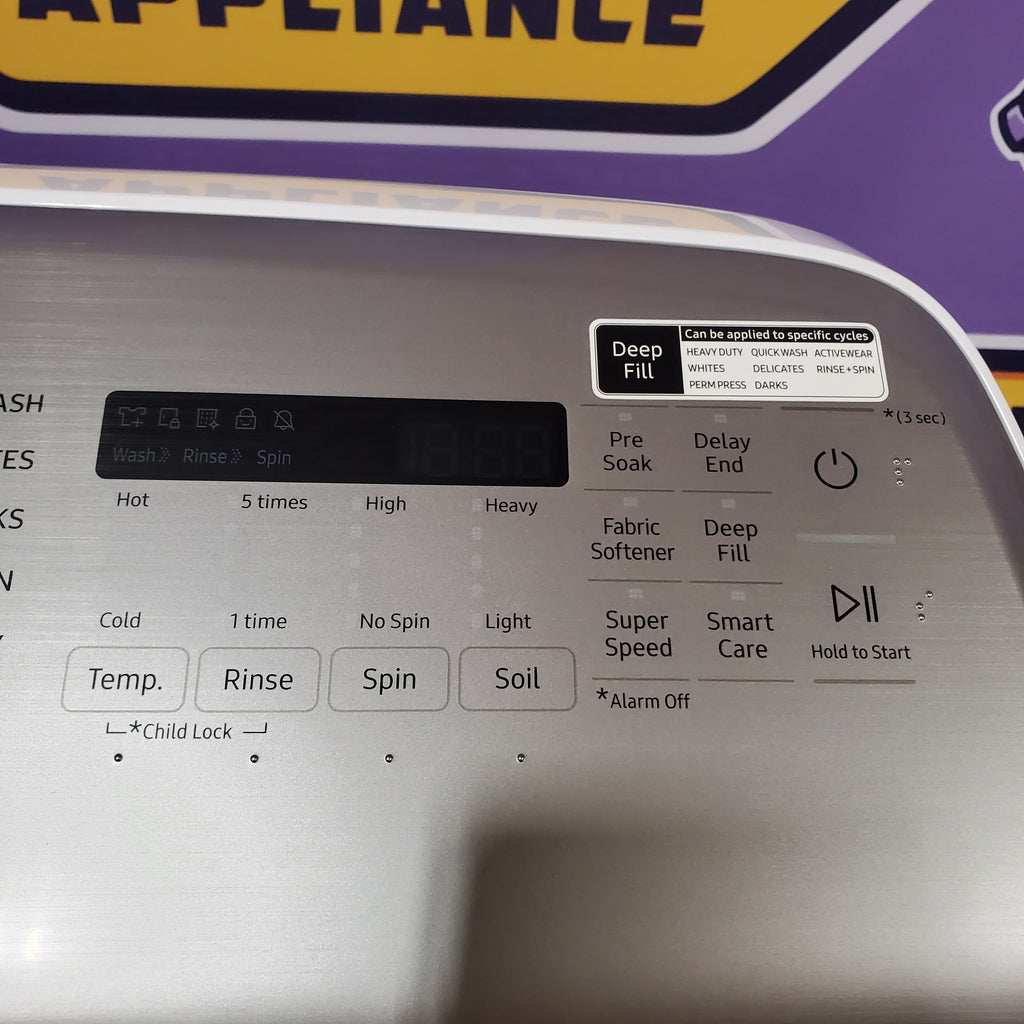 APPLIANCE
Deep
Fill
Can be applied to specific cycles
HEAVY DUTY QUICK WASH ACTIVEWEAR
WHITES DELICATES RINSE+SPIN
PERM PRESS DARKS
*(3 sec)
ASH
ES
KS
N
Wash Rinse Spin
18:88
Hot 5 times High Heavy
Cold 1 time No Spin Light
Temp. Rinse Spin Soil
*Child Lock
Pre
Soak
Delay
End
Fabric
Softener
Deep
Fill
Super
Speed
Smart
Care
*Alarm Off
Hold to Start